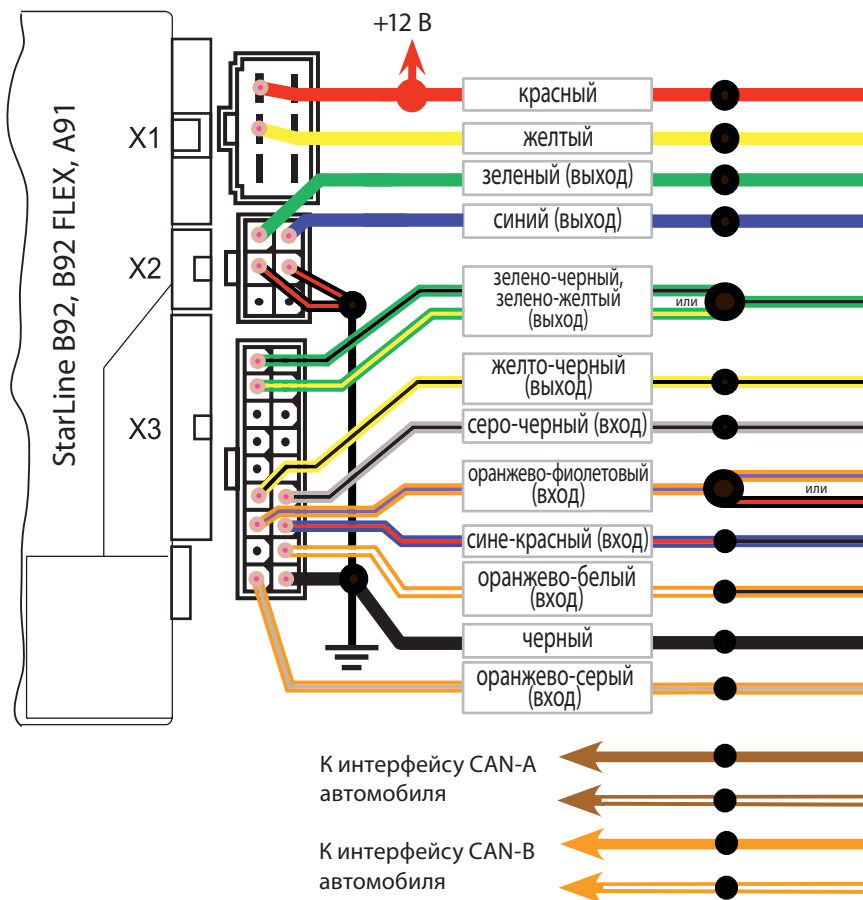 +12 В
StarLine B92, B92 FLEX, A91
X1
X2
X3
красный
желтый
зеленый (выход)
синий (выход)
зелено-черный,
зелено-желтый
(выход)
или
желто-черный
(выход)
серо-черный (вход)
оранжево-фиолетовый
(вход)
или
сине-красный (вход)
оранжево-белый
(вход)
черный
оранжево-серый
(вход)
К интерфейсу CAN-A
автомобиля
К интерфейсу CAN-B
автомобиля